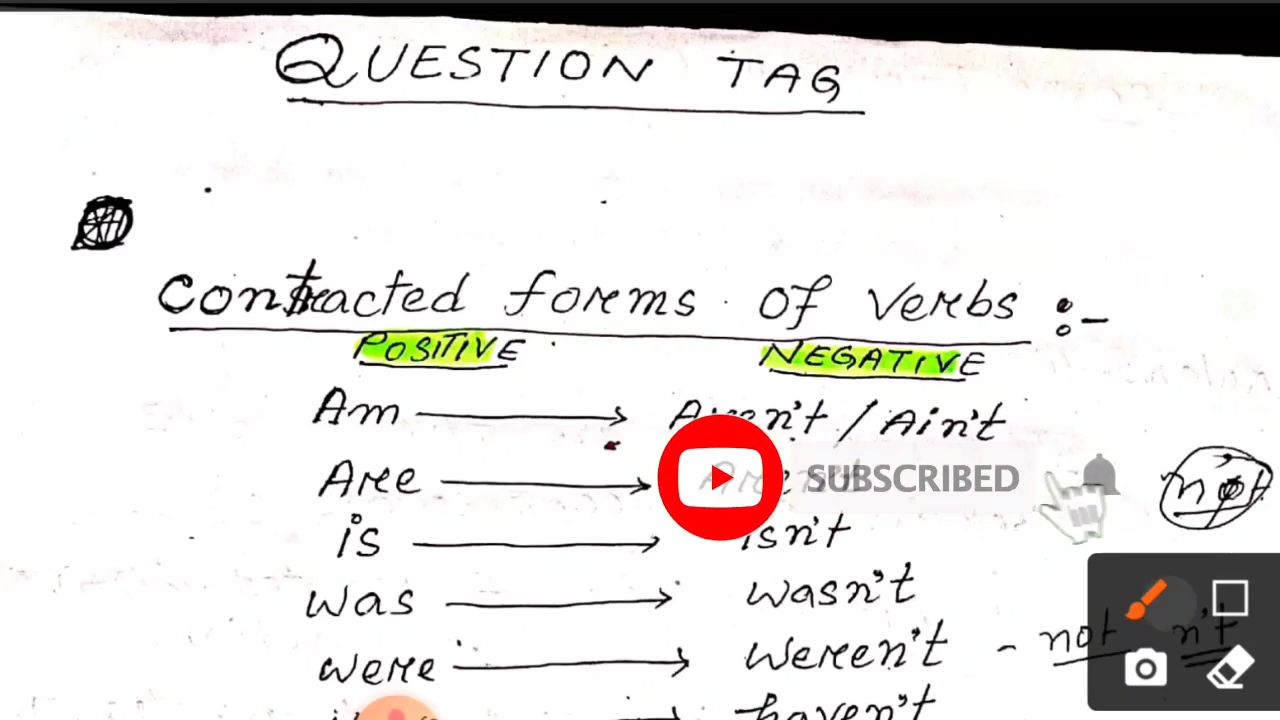 QUESTION TAG
Contracted forms of verbs :-
POSITIVE NEGATIVE
Am Aren't / Ain't
Are
SUBSCRIBED
not
is isn't
was wasn't
were weren't - not n't
haven't